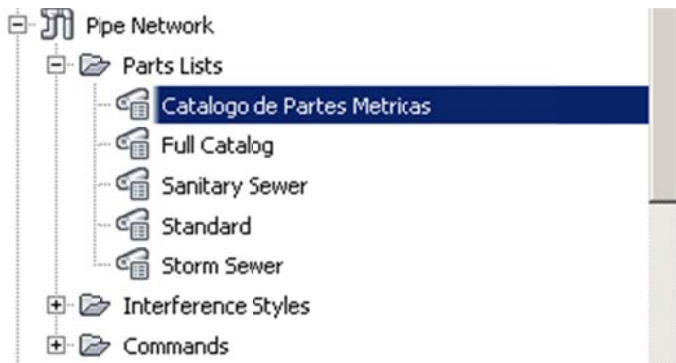 Pipe Network
Parts Lists
Catalogo de Partes Metricas
Full Catalog
Sanitary Sewer
Standard
Storm Sewer
Interference Styles
Commands